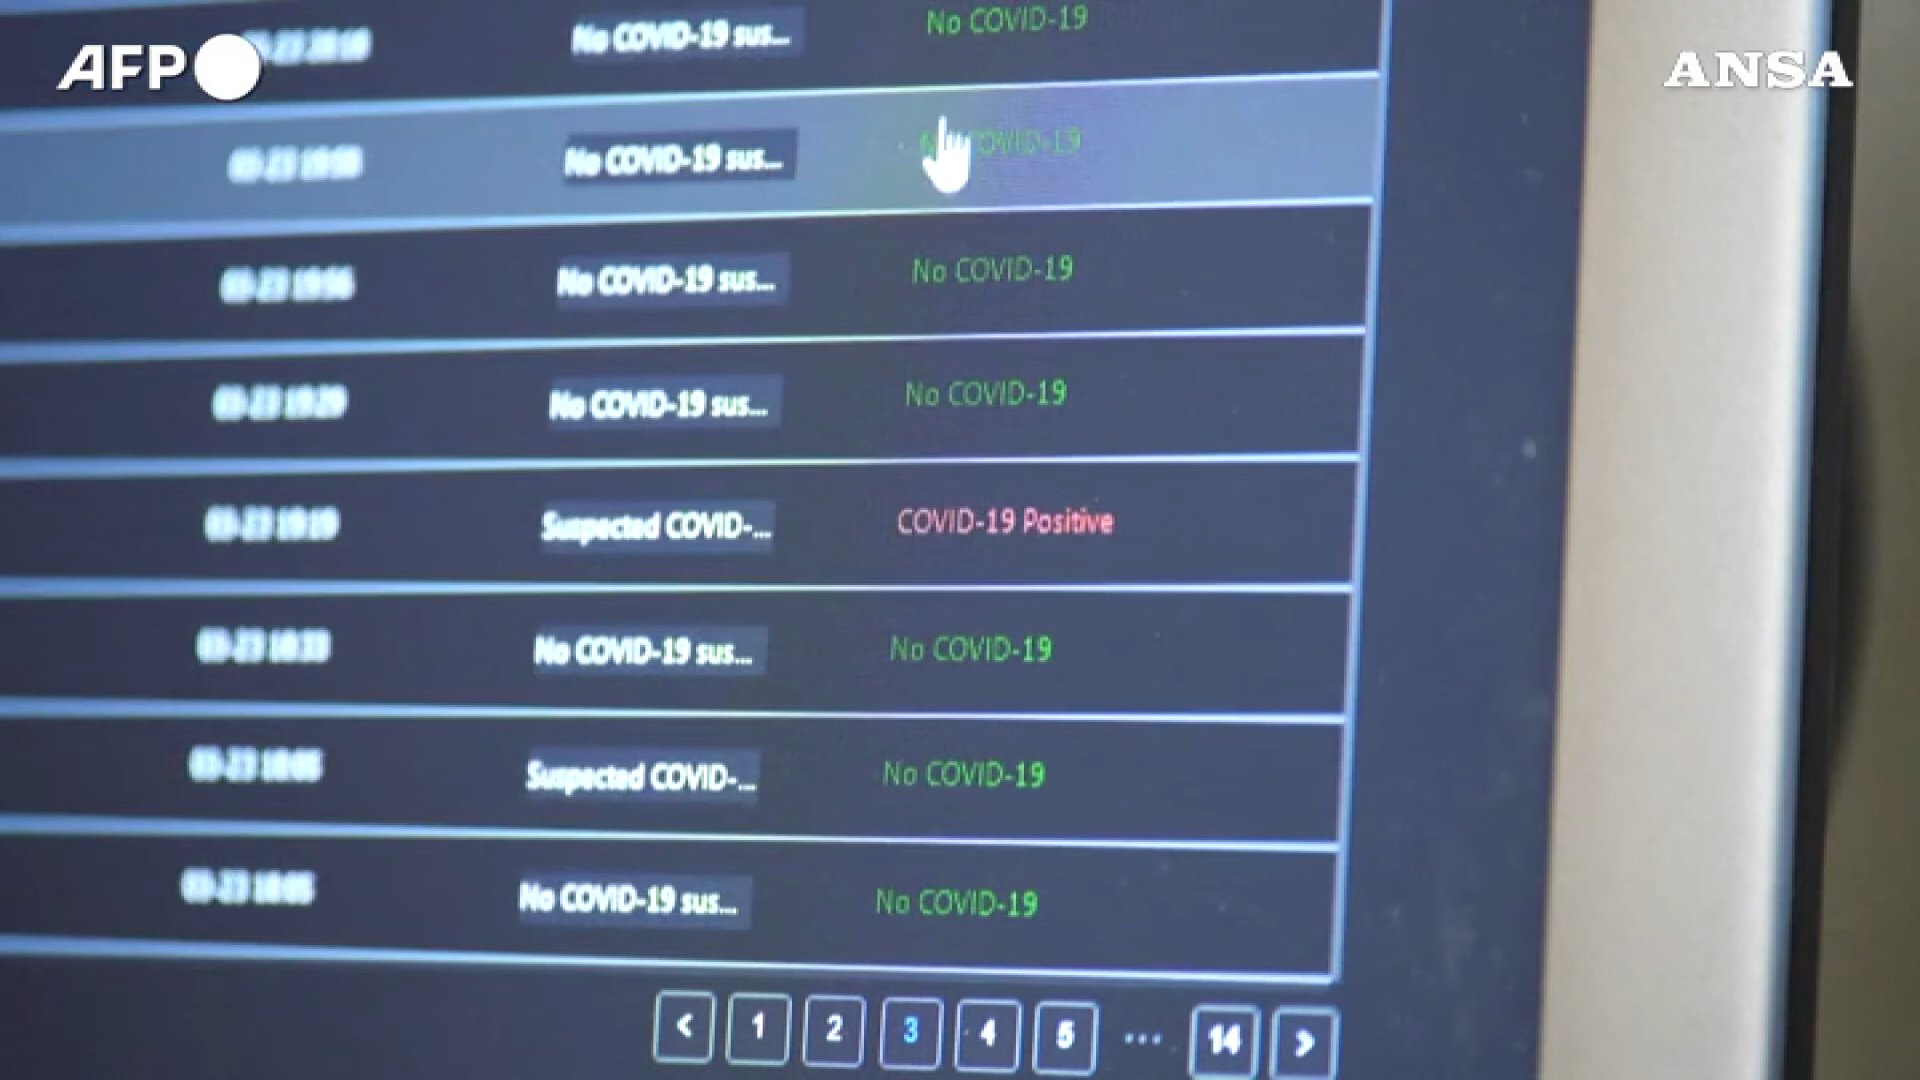 AFP
ANSA
No COVID-19 sus... No COVID-19
No COVID-19 sus... No COVID-19
No COVID-19 sus... No COVID-19
No COVID-19 sus... No COVID-19
Suspected COVID-... COVID-19 Positive
No COVID-19 sus... No COVID-19
Suspected COVID-... No COVID-19
No COVID-19 sus... No COVID-19
< 1 2 3 4 5 ... 14 >